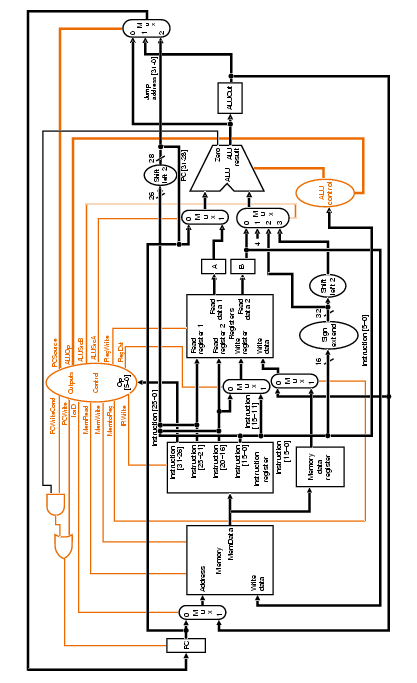 0
M
u
x
1
2
Jump
address [31-0]
ALUOut
28
Shift
left 2
26
PC [31-28]
Zero
ALU
ALU
result
ALU
control
0
M
u
x
1
0
1
M
u
x
2
3
4
A
B
Shift
left 2
32
Sign
extend
16
Instruction [5-0]
Read
register 1
Read
register 2
Write
register
Write
data
Registers
Read
data 1
Read
data 2
PCSource
ALUOp
ALUSrcB
ALUSrcA
RegWrite
RegDst
Outputs
Control
Op
[5-0]
PCWriteCond
PCWrite
IorD
MemRead
MemWrite
MemtoReg
IRWrite
0
M
u
x
1
0
M
u
x
1
Instruction [25-0]
Instruction
[15-11]
Instruction
[31-26]
Instruction
[25-21]
Instruction
[20-16]
Instruction
[15-0]
Instruction
register
Instruction
[15-0]
Memory
data
register
Address
Memory
MemData
Write
data
0
M
u
x
1
PC